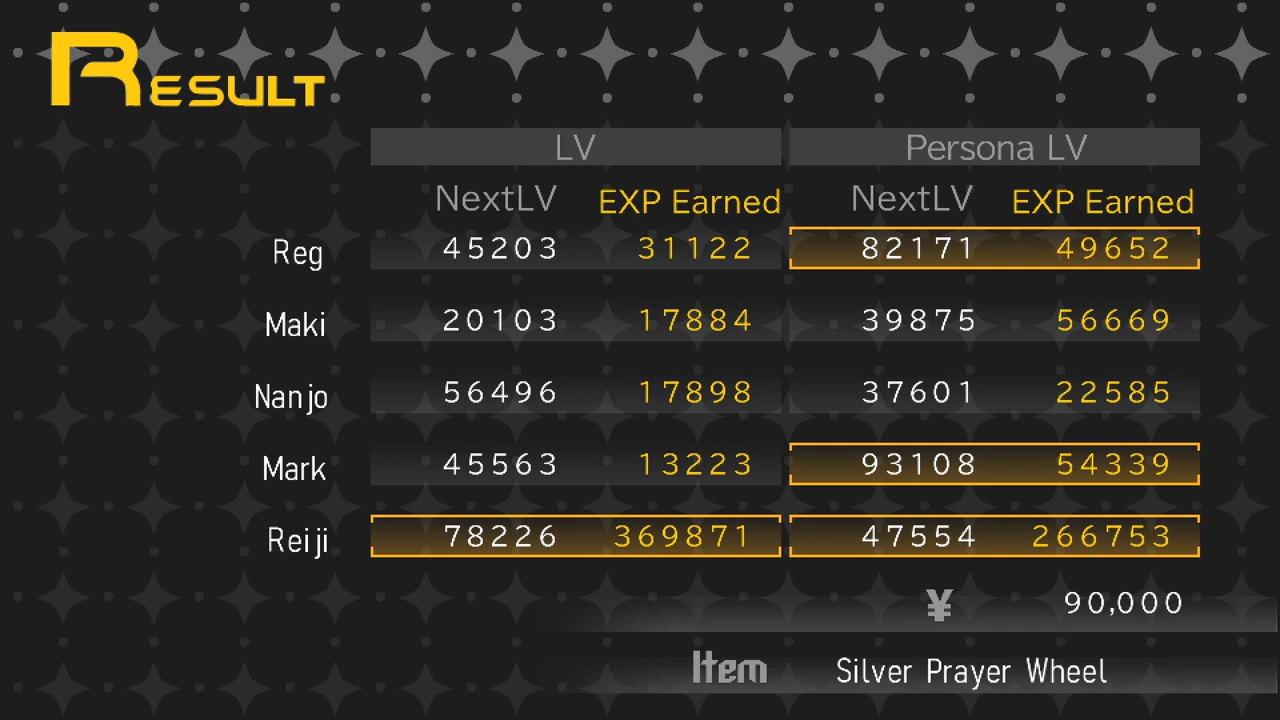 RESULT
LV Persona LV
NextLV EXP Earned NextLV EXP Earned
Reg 45203 31122 82171 49652
Maki 20103 17884 39875 56669
Nanjo 56496 17898 37601 22585
Mark 45563 13223 93108 54339
Reiji 78226 369871 47554 266753
¥ 90,000
Item Silver Prayer Wheel